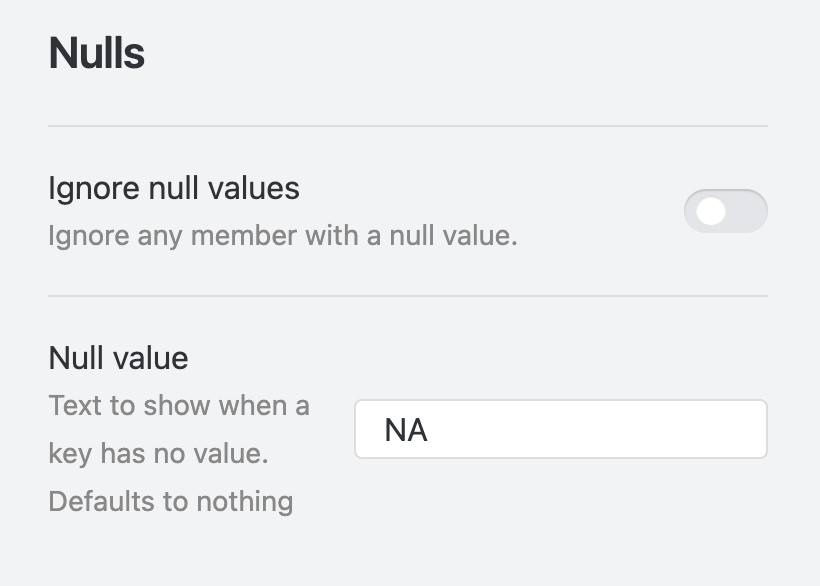 Nulls
Ignore null values
Ignore any member with a null value.
Null value
Text to show when a
key has no value.
Defaults to nothing
NA